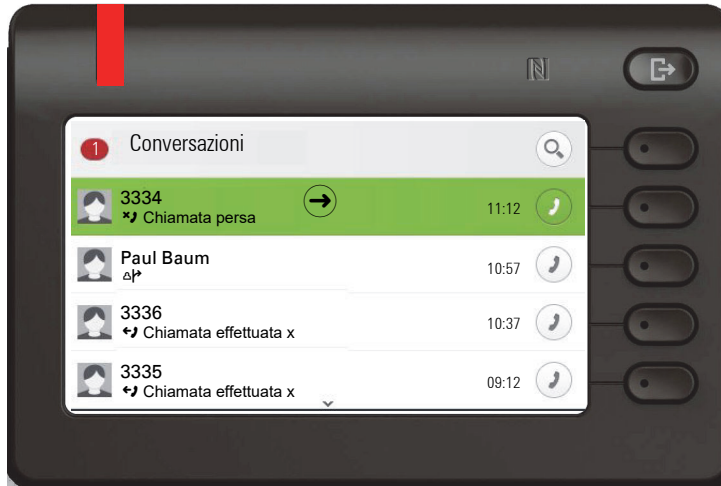 1 Conversazioni
3334
11:12
Chiamata persa
Paul Baum
10:57
3336
10:37
Chiamata effettuata x
3335
09:12
Chiamata effettuata x